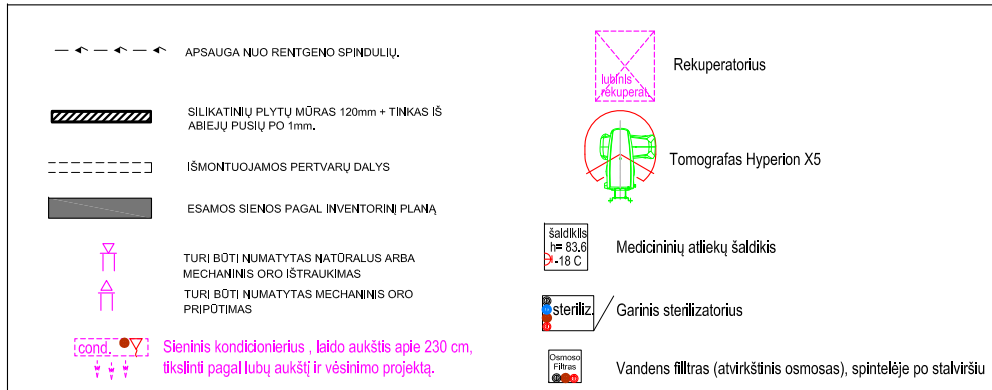 APSAUGA NUO RENTGENO SPINDULIŲ.
SILIKATINIŲ PLYTŲ MŪRAS 120mm + TINKAS IŠ
ABIEJŲ PUSIŲ PO 1mm.
IŠMONTUOJAMOS PERTVARŲ DALYS
ESAMOS SIENOS PAGAL INVENTORINĮ PLANĄ
TURI BŪTI NUMATYTAS NATŪRALUS ARBA
MECHANINIS ORO IŠTRAUKIMAS
TURI BŪTI NUMATYTAS MECHANINIS ORO
PRIPŪTIMAS
cond.
Sieninis kondicionierius , laido aukštis apie 230 cm,
tikslinti pagal lubų aukštį ir vėsinimo projektą.
lubinis
rekuperat.
Rekuperatorius
Tomografas Hyperion X5
šaldiklis
h= 83.6
-18 C
Medicininių atliekų šaldikis
steriliz.
Garinis sterilizatorius
Osmoso
Filtras
Vandens filltras (atvirkštinis osmosas), spintelėje po stalviršiu